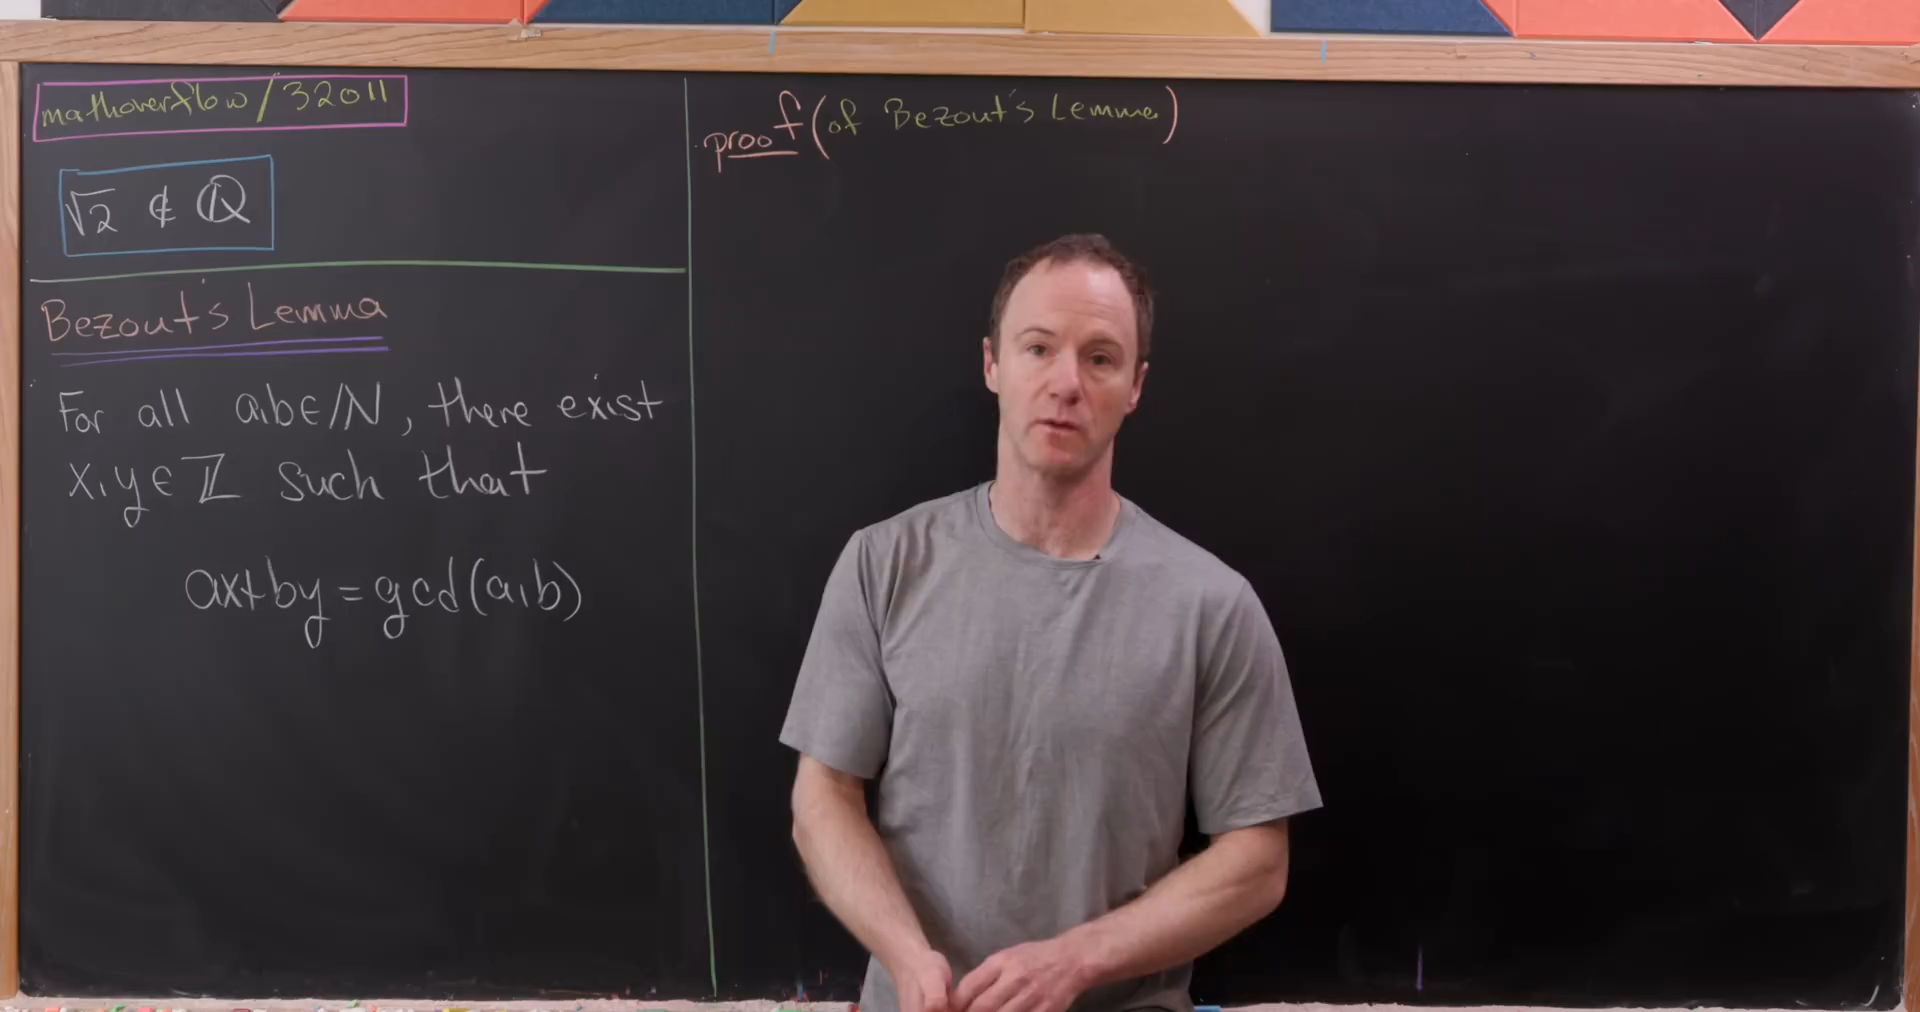 mathoverflow/32011
√2 ∉ ℚ
Bezout's Lemma
For all a,b∈ℕ, there exist
x,y∈ℤ such that
ax+by=gcd(a,b)
proof (of Bezout's Lemma)